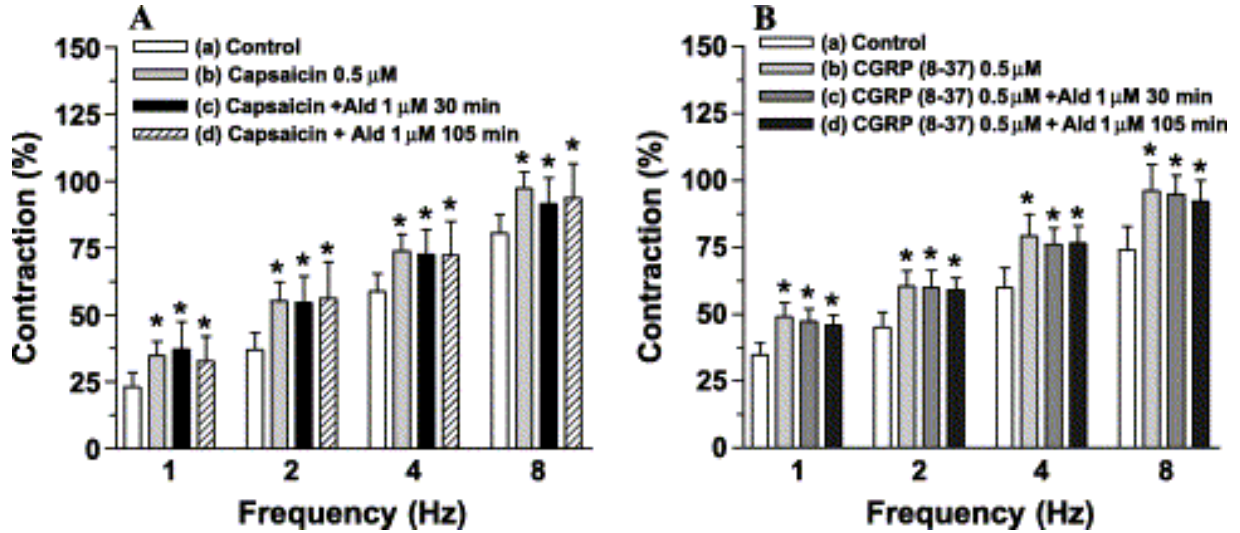 A
(a) Control
(b) Capsaicin 0.5 μM
(c) Capsaicin +Ald 1 μM 30 min
(d) Capsaicin + Ald 1 μM 105 min
Contraction (%)
150
125
100
75
50
25
0
* * *
* * *
* * *
* * *
1 2 4 8
Frequency (Hz)
B
(a) Control
(b) CGRP (8-37) 0.5 μM
(c) CGRP (8-37) 0.5μM +Ald 1 μM 30 min
(d) CGRP (8-37) 0.5μM + Ald 1 μM 105 min
Contraction (%)
150
125
100
75
50
25
0
* * *
* * *
* * *
* * *
1 2 4 8
Frequency (Hz)